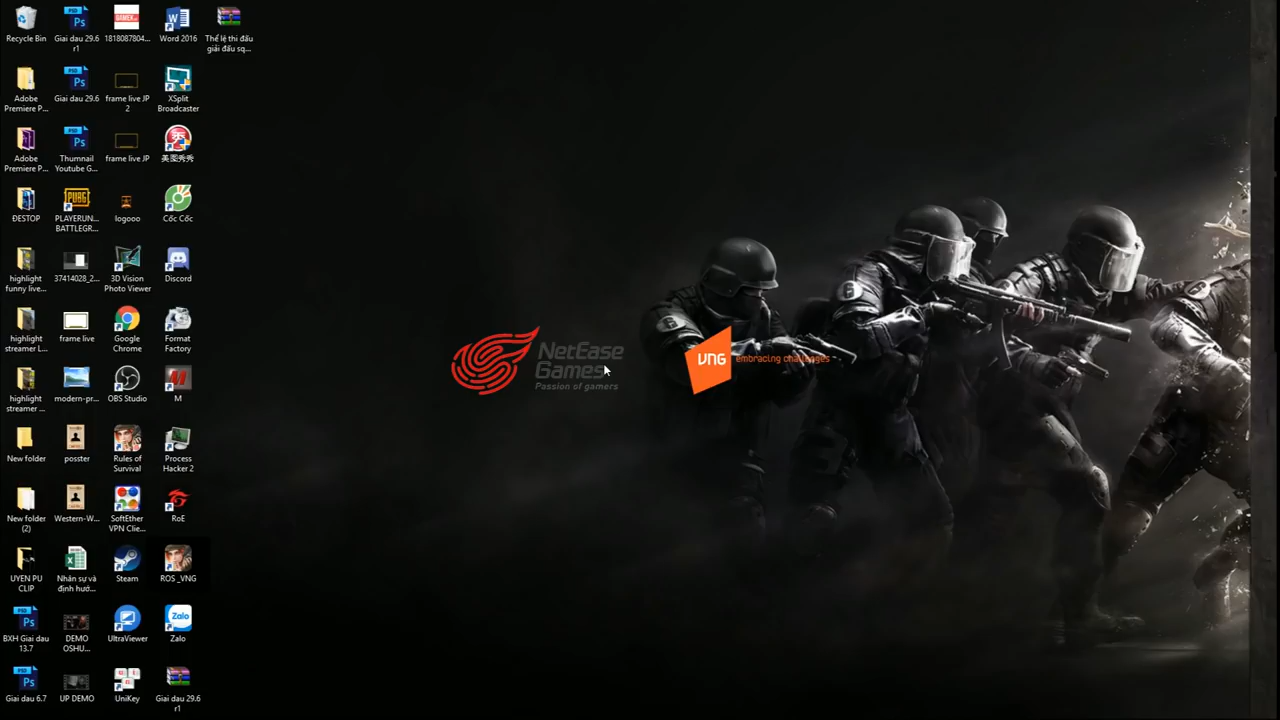 Recycle Bin
Giai dau 29.6
r1
GAMEK
1818087804...
Word 2016
Thể lệ thi đấu
giải đấu sq...
Adobe
Premiere P...
Giai dau 29.6
frame live JP
2
XSplit
Broadcaster
Adobe
Premiere P...
Thumnail
Youtube G...
frame live JP
美图秀秀
ĐESTOP
PUBG
PLAYERUN...
BATTLEGR...
logooo
Cốc Cốc
highlight
funny live...
37414028_2...
3D Vision
Photo Viewer
Discord
highlight
streamer L...
frame live
Google
Chrome
Format
Factory
highlight
streamer ...
modern-pr...
OBS Studio
M
New folder
posster
Rules of
Survival
Process
Hacker 2
New folder
(2)
Western-W...
SoftEther
VPN Clie...
RoE
UYEN PU
CLIP
Nhân sự và
định hướ...
Steam
ROS _VNG
BXH Giai dau
13.7
DEMO
OSHU...
UltraViewer
Zalo
Zalo
Giai dau 6.7
UP DEMO
UniKey
Giai dau 29.6
r1
NetEase
Games
Passion of gamers
VNG
embracing challenges